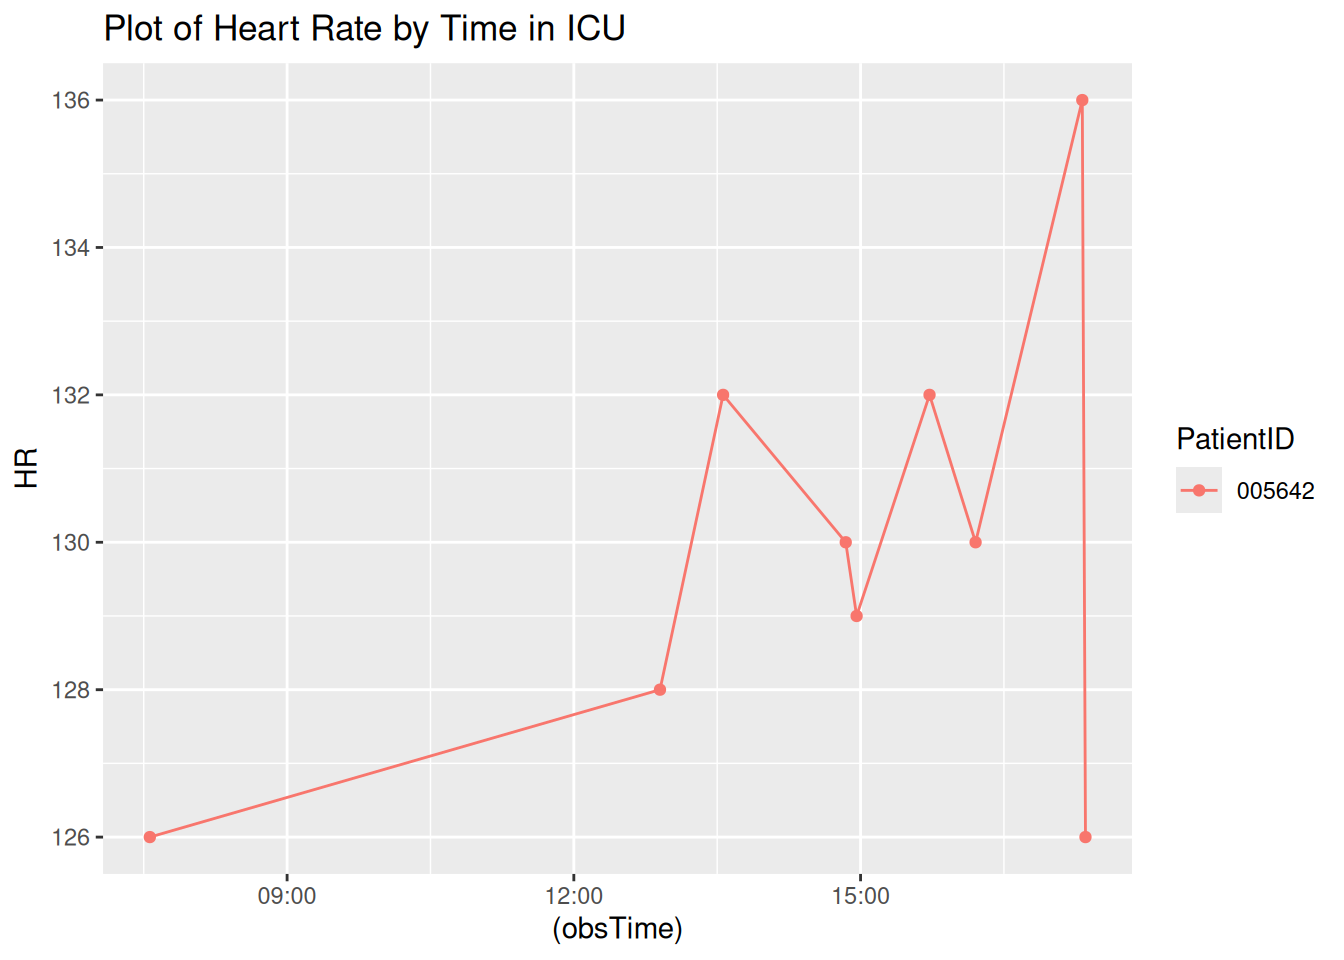 Plot of Heart Rate by Time in ICU
136
134
132
130
128
126
HR
09:00 12:00 15:00
(obsTime)
PatientID
005642